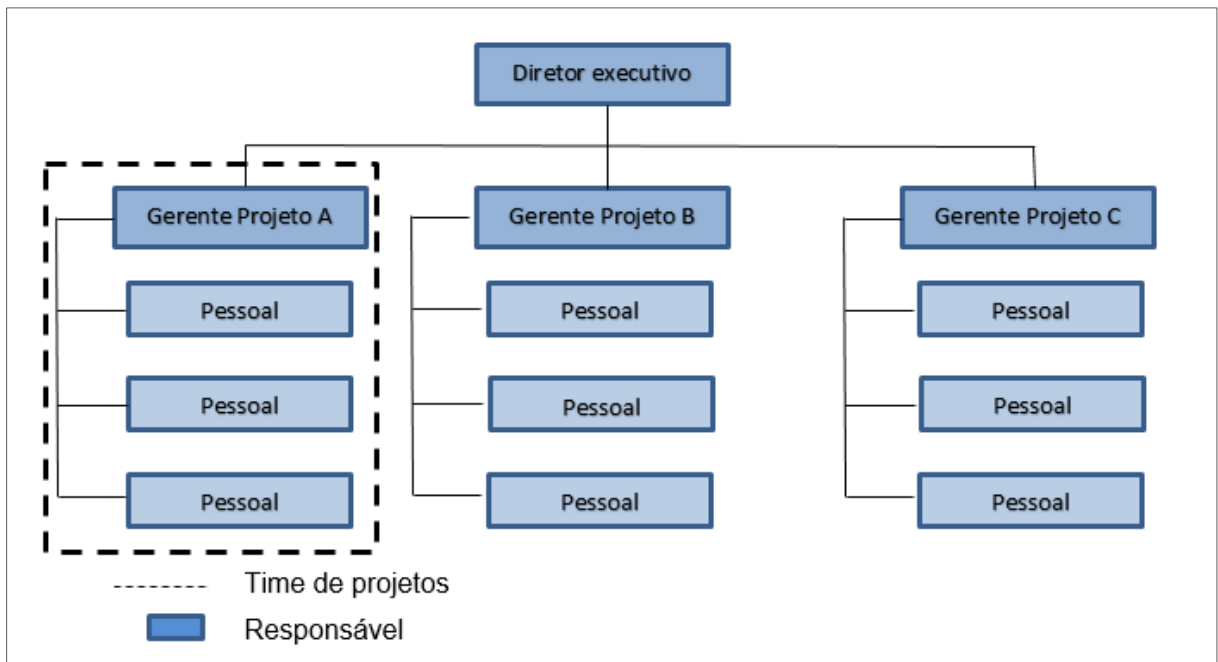 Diretor executivo
Gerente Projeto A
Gerente Projeto B
Gerente Projeto C
Pessoal
Pessoal
Pessoal
Pessoal
Pessoal
Pessoal
Pessoal
Pessoal
Pessoal
Time de projetos
Responsável